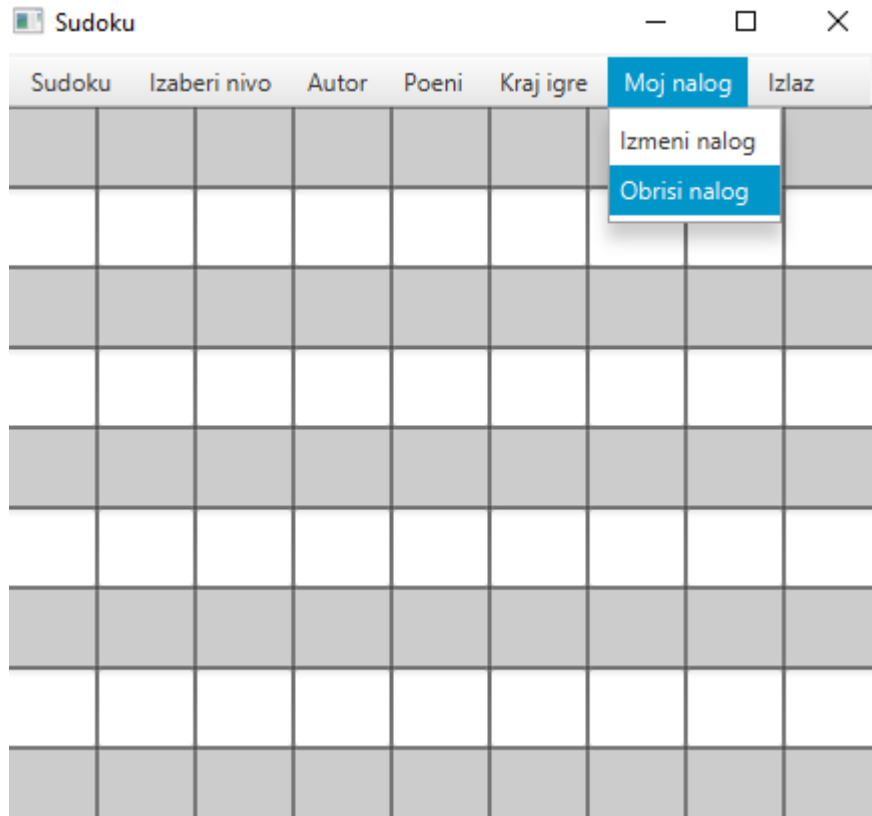 Sudoku
Sudoku Izaberi nivo Autor Poeni Kraj igre Moj nalog Izlaz
Izmeni nalog
Obrisi nalog